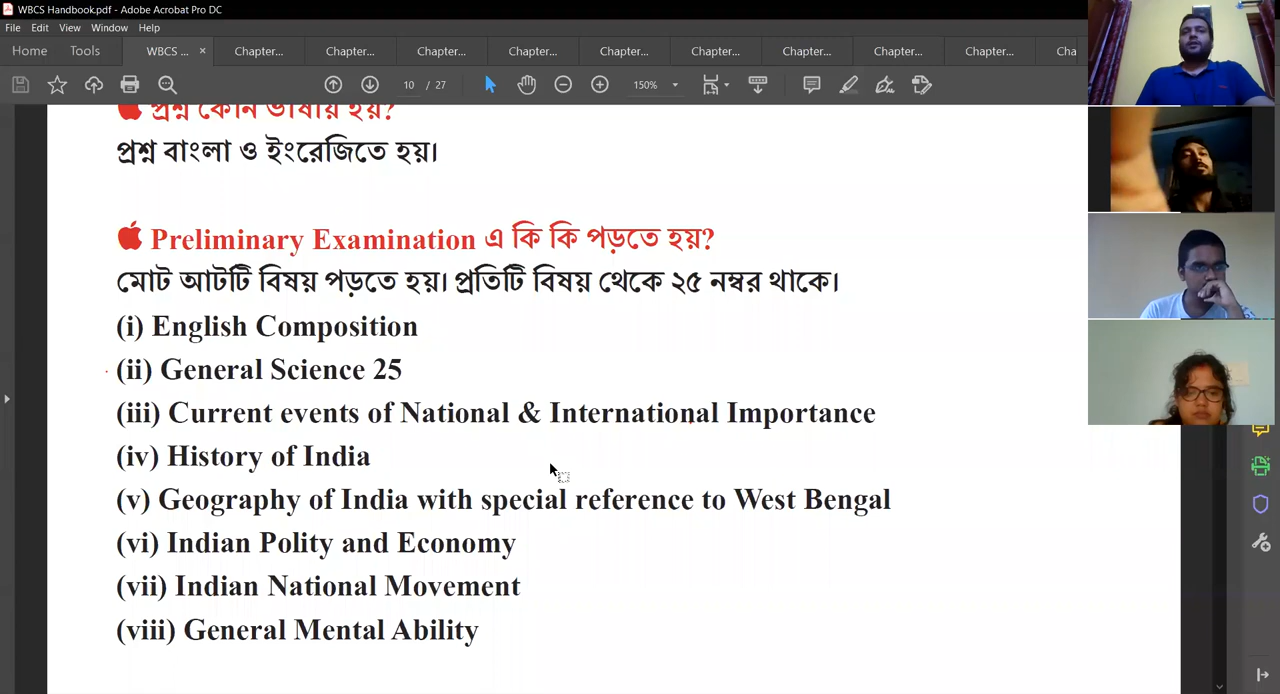 WBCS Handbook.pdf - Adobe Acrobat Pro DC
File Edit View Window Help
Home Tools WBCS ... × Chapter... Chapter... Chapter... Chapter... Chapter... Chapter... Chapter... Chapter... Chapter... Cha
10 / 27 150%
প্রশ্ন কোন ভাষায় হয়?
প্রশ্ন বাংলা ও ইংরেজিতে হয়।
Preliminary Examination এ কি কি পড়তে হয়?
মোট আটটি বিষয় পড়তে হয়। প্রতিটি বিষয় থেকে ২৫ নম্বর থাকে।
(i) English Composition
(ii) General Science 25
(iii) Current events of National & International Importance
(iv) History of India
(v) Geography of India with special reference to West Bengal
(vi) Indian Polity and Economy
(vii) Indian National Movement
(viii) General Mental Ability